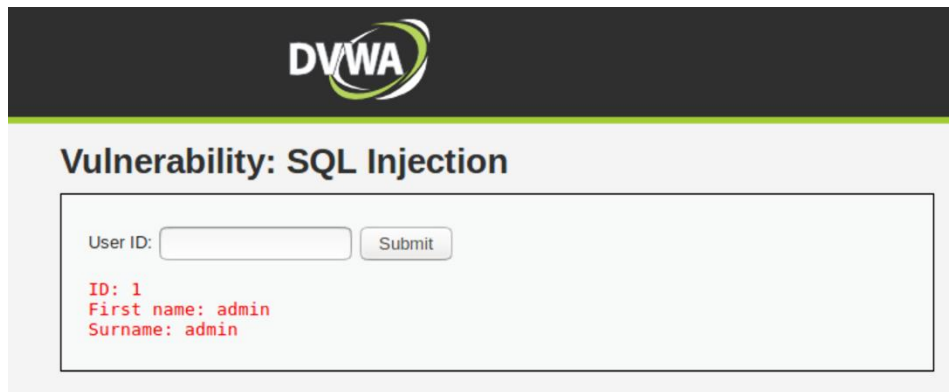 DVWA
Vulnerability: SQL Injection
User ID: Submit
ID: 1
First name: admin
Surname: admin